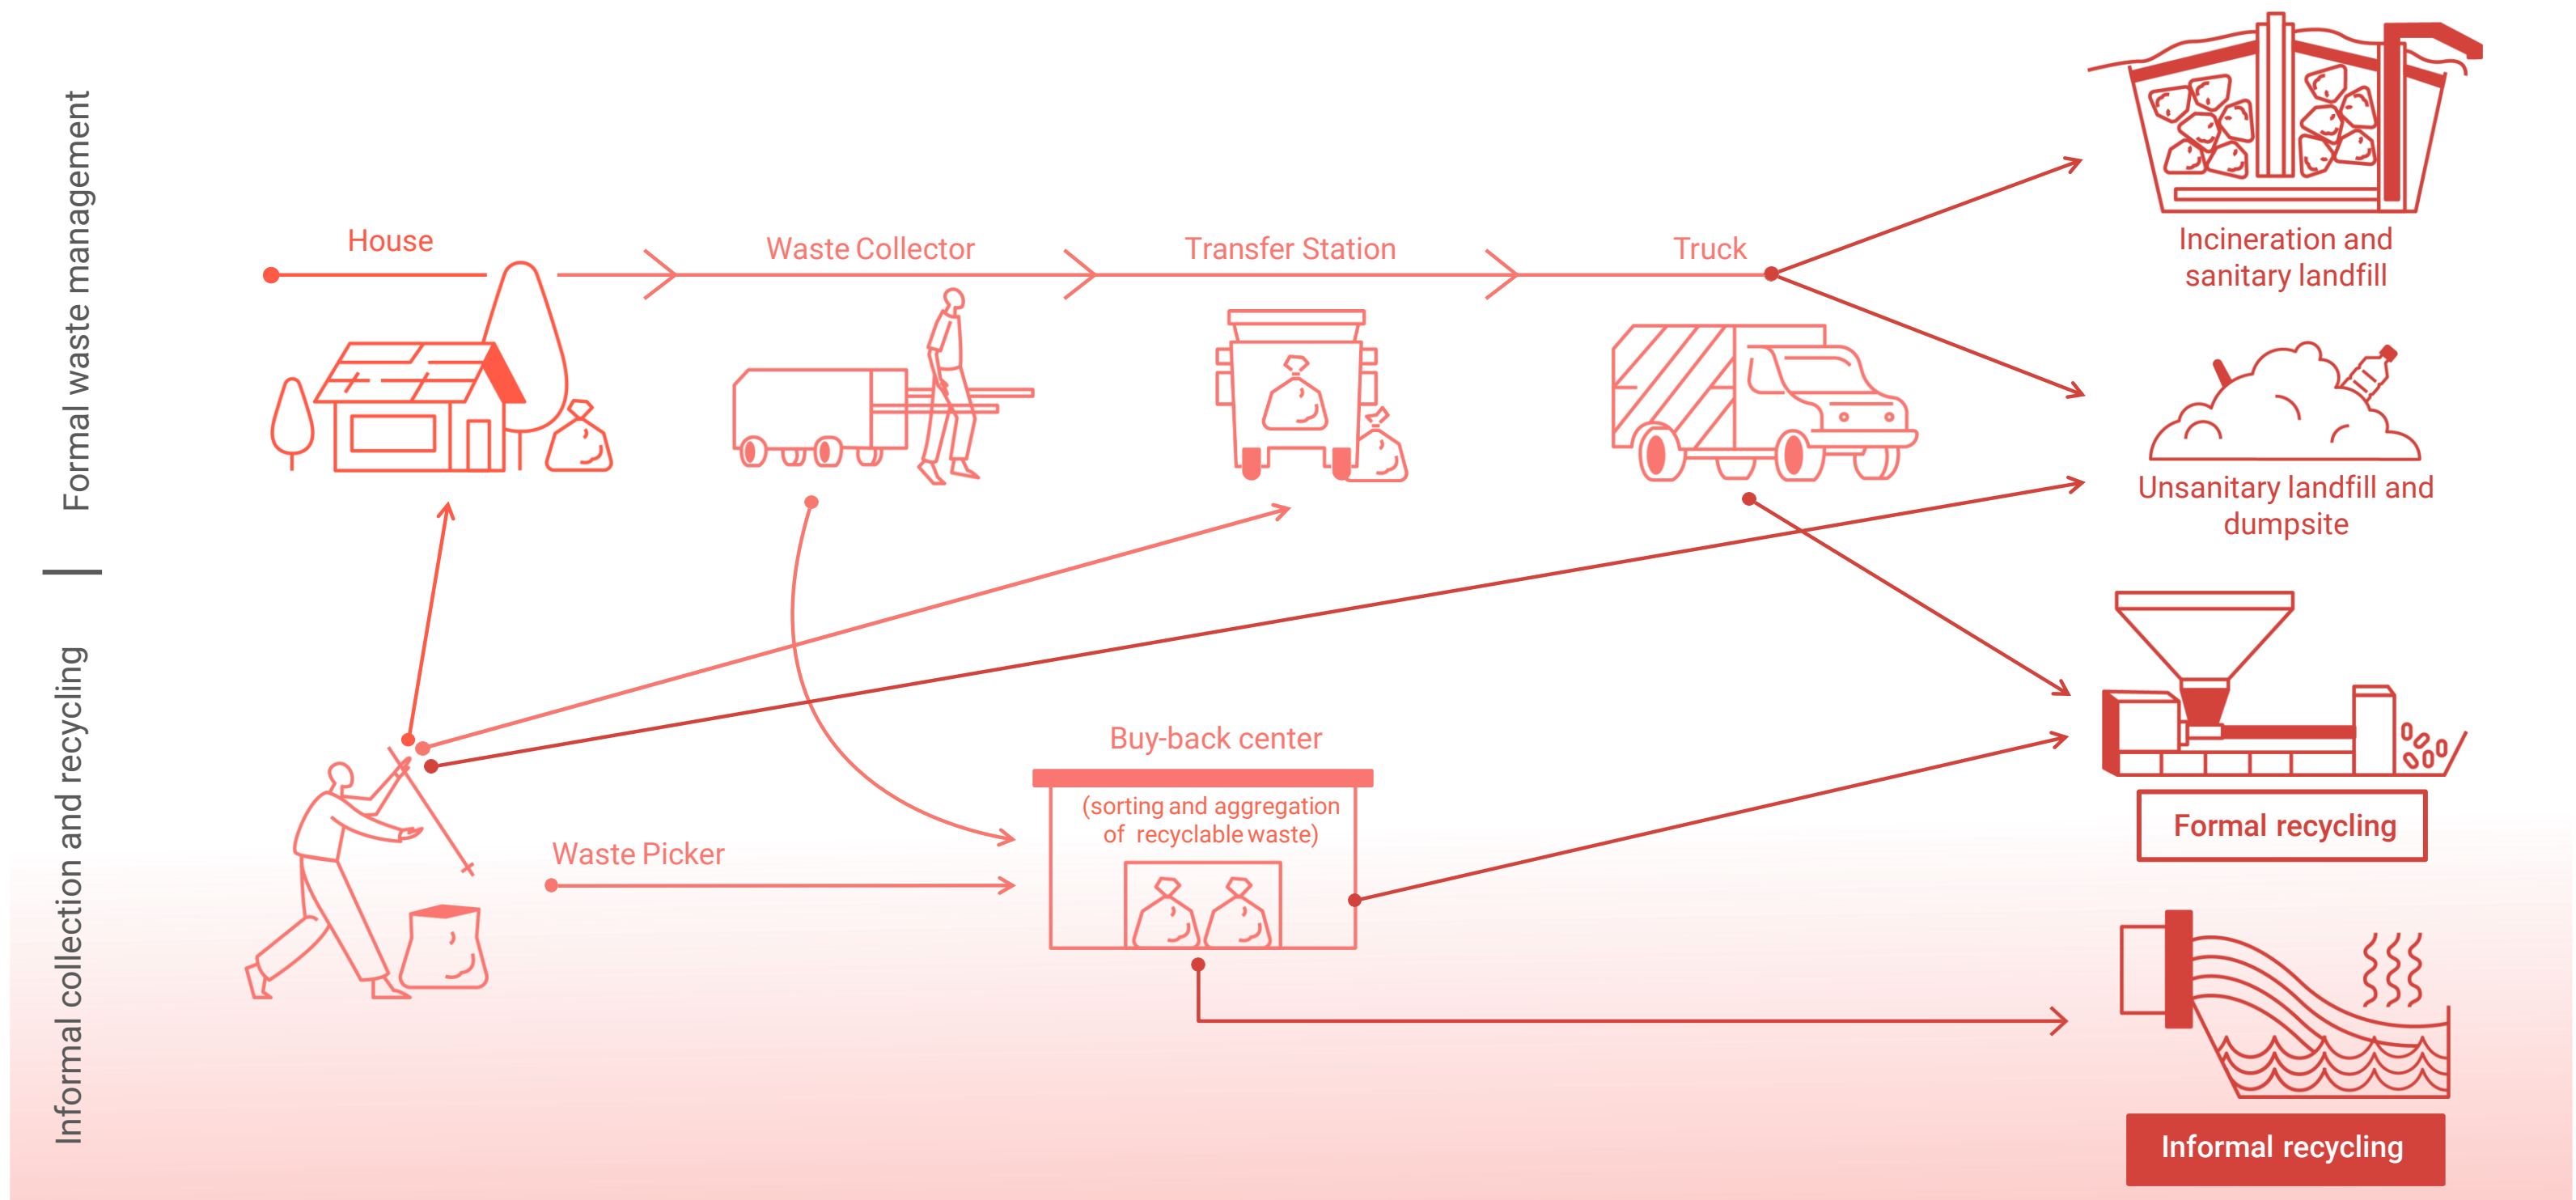 Formal waste management
House
Waste Collector
Transfer Station
Truck
Incineration and
sanitary landfill
Unsanitary landfill and
dumpsite
Informal collection and recycling
Waste Picker
Buy-back center
(sorting and aggregation
of recyclable waste)
Formal recycling
Informal recycling